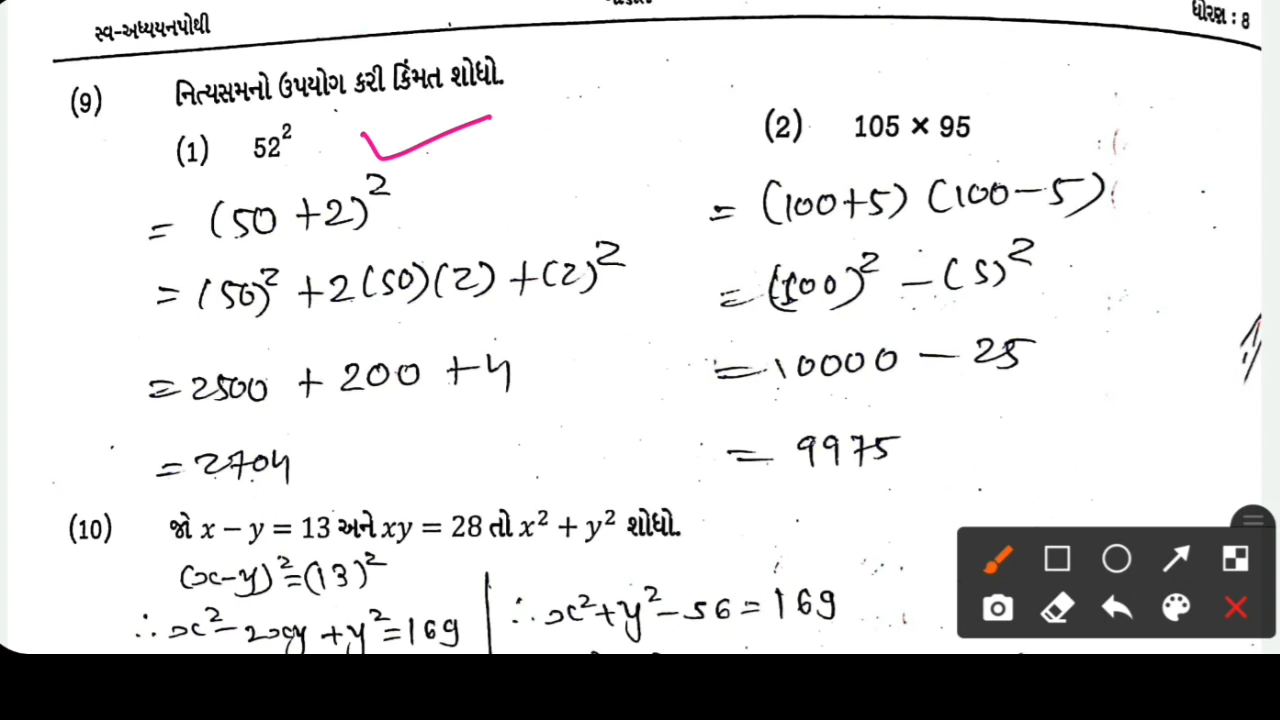 સ્વ-અધ્યયનપોથી
ધોરણ : 8
(9) નિત્યસમનો ઉપયોગ કરી કિંમત શોધો.
(1) 52²
= (50 +2)²
= (50)² + 2 (50)(2) + (2)²
= 2500 + 200 + 4
= 2704
(2) 105 × 95
= (100+5) (100-5)
= (100)² - (5)²
= 10000 - 25
= 9975
(10) જો x − y = 13 અને xy = 28 તો x² + y² શોધો.
(x-y)² = (13)²
∴ x² - 2xy + y² = 169
∴ x² + y² - 56 = 169